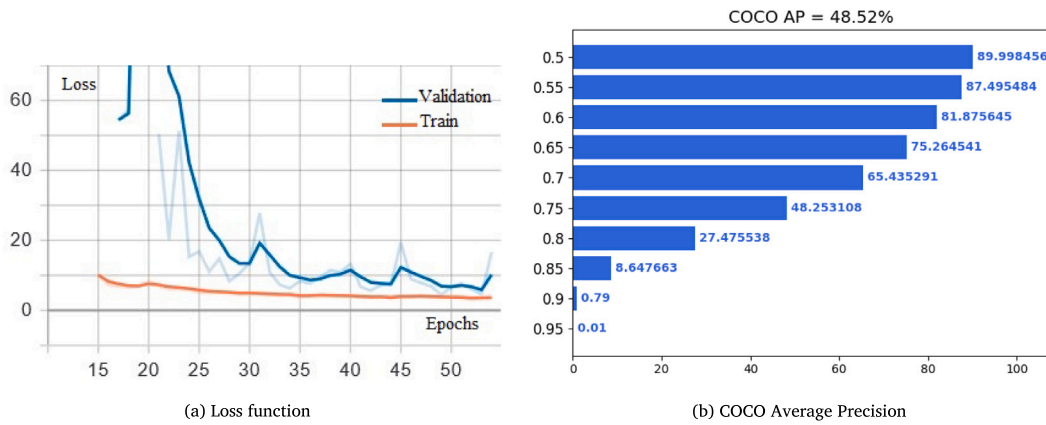 Loss
Validation
Train
60
40
20
0
Epochs
15 20 25 30 35 40 45 50
(a) Loss function
COCO AP = 48.52%
0.5 89.998456
0.55 87.495484
0.6 81.875645
0.65 75.264541
0.7 65.435291
0.75 48.253108
0.8 27.475538
0.85 8.647663
0.9 0.79
0.95 0.01
0 20 40 60 80 100
(b) COCO Average Precision